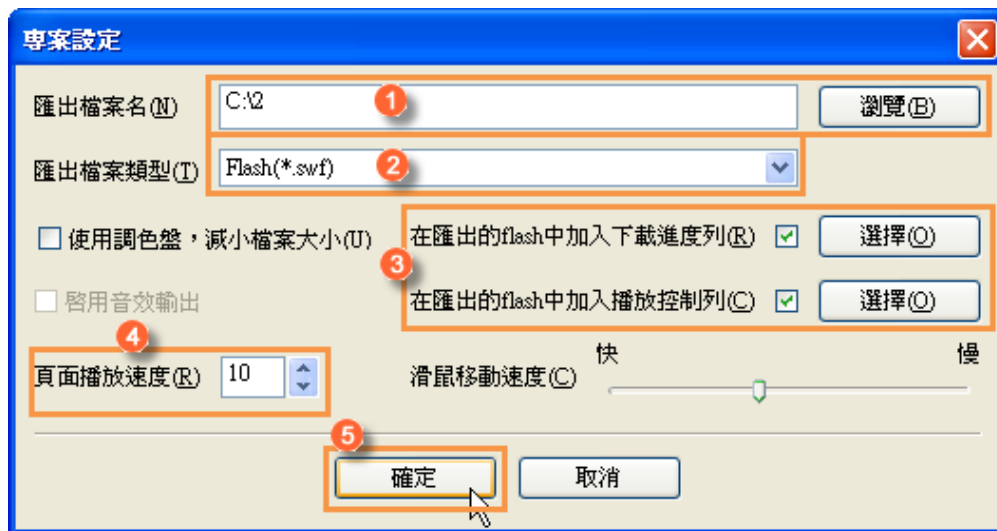 專案設定
匯出檔案名(N) C:\2 1 瀏覽(B)
匯出檔案類型(T) Flash(*.swf) 2
使用調色盤，減小檔案大小(U) 在匯出的flash中加入下載進度列(R) 選擇(O)
3
啓用音效輸出 在匯出的flash中加入播放控制列(C) 選擇(O)
4
頁面播放速度(R) 10 滑鼠移動速度(C) 快 慢
5
確定 取消